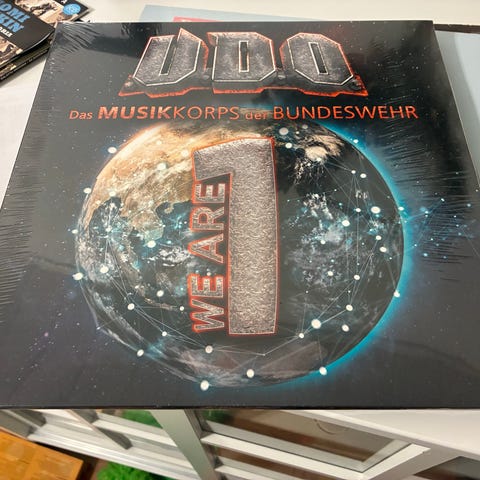 U.D.O.
Das MUSIKKORPS der BUNDESWEHR
WE ARE
1